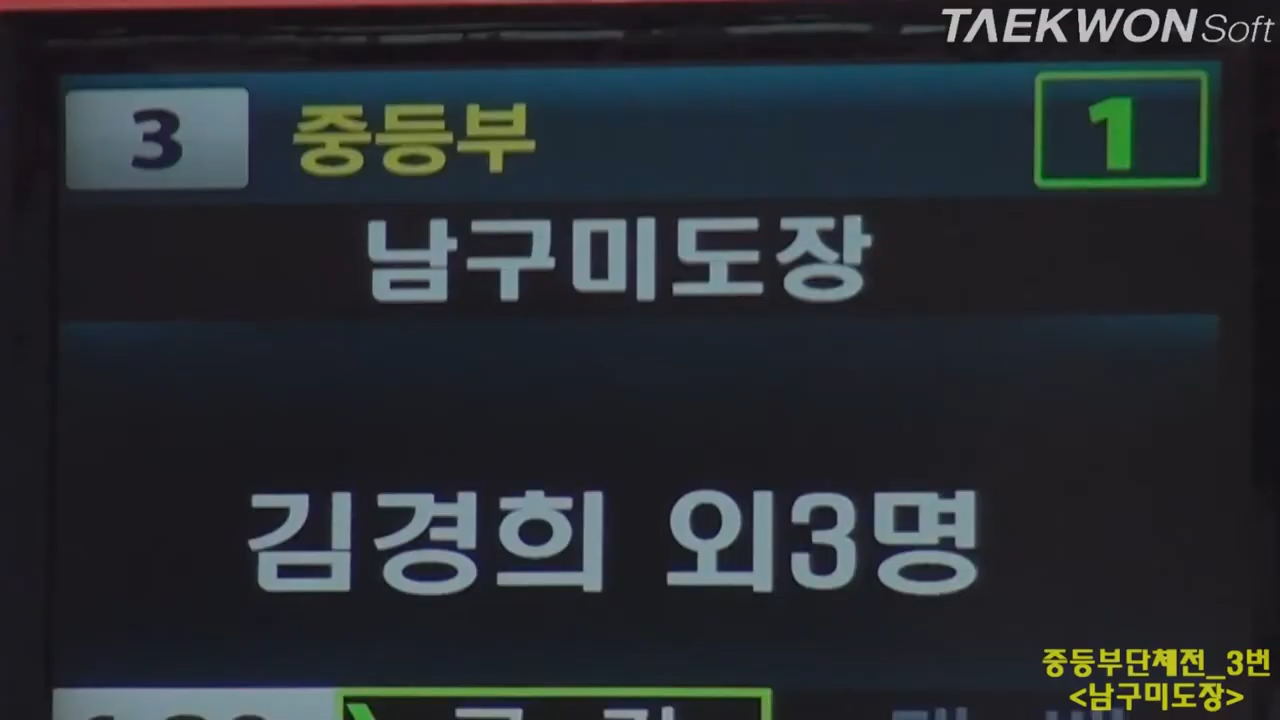 TAEKWON Soft
3 중등부 1
남구미도장
김경희 외3명
중등부단체전_3번
<남구미도장>